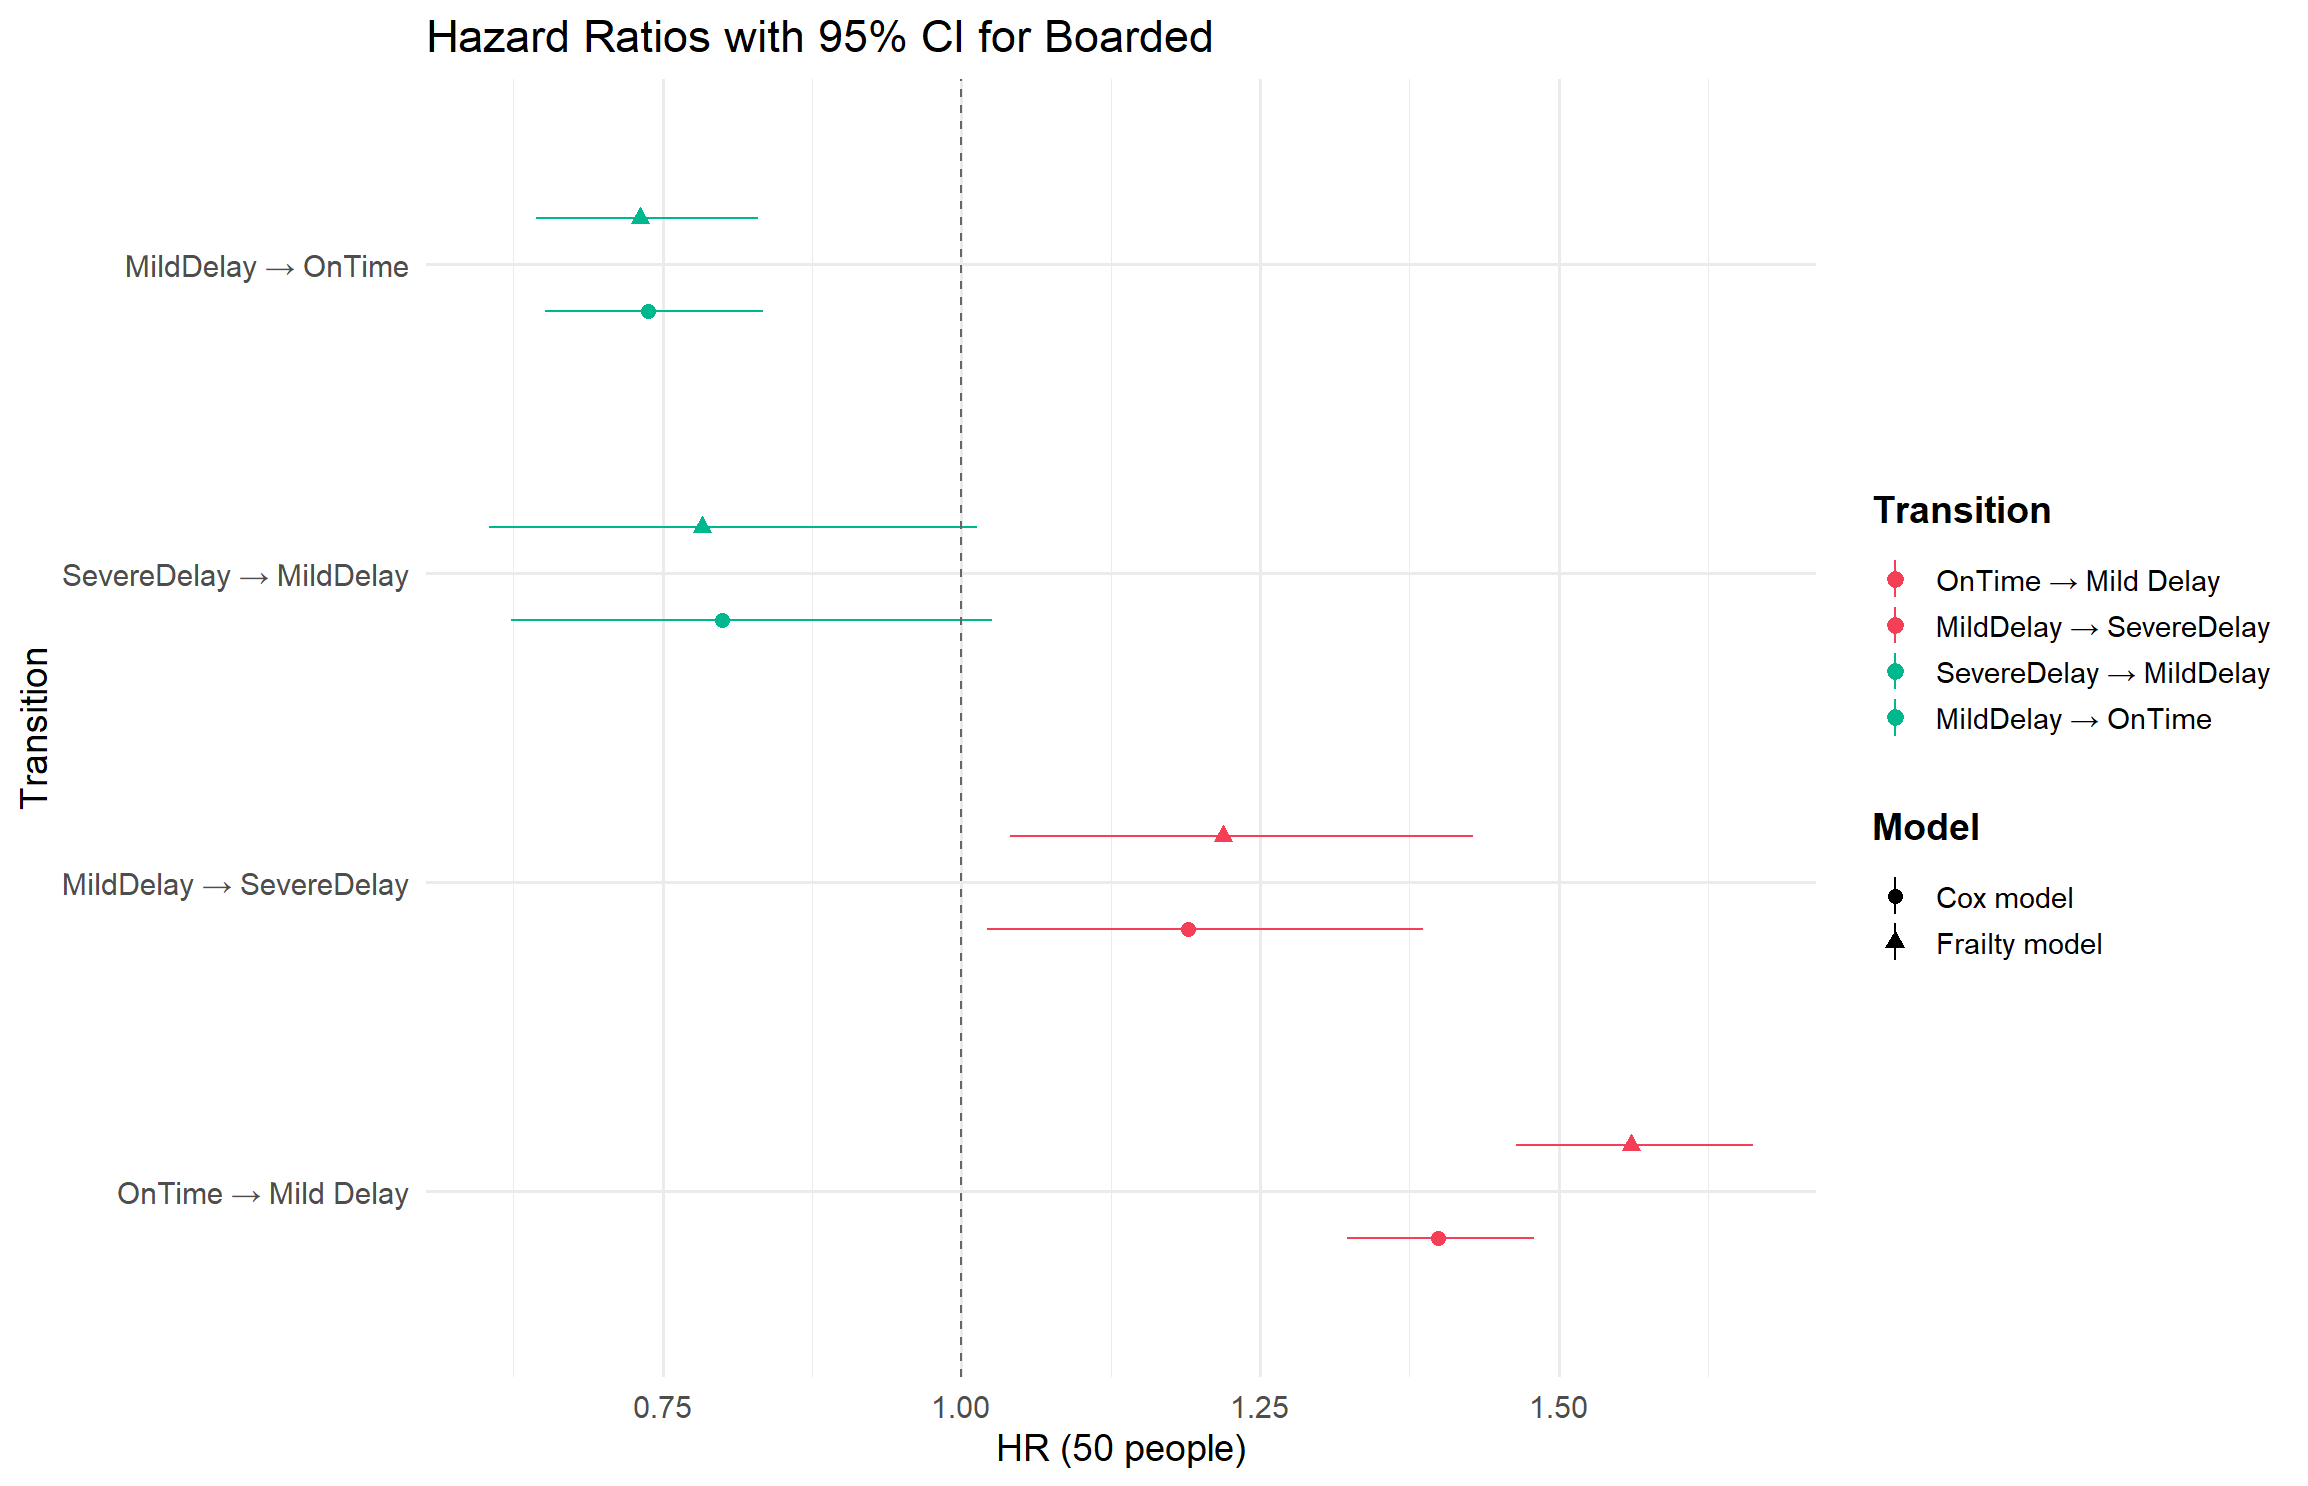 Hazard Ratios with 95% CI for Boarded
Transition
MildDelay → OnTime
SevereDelay → MildDelay
MildDelay → SevereDelay
OnTime → Mild Delay
0.75 1.00 1.25 1.50
HR (50 people)
Transition
OnTime → Mild Delay
MildDelay → SevereDelay
SevereDelay → MildDelay
MildDelay → OnTime
Model
Cox model
Frailty model